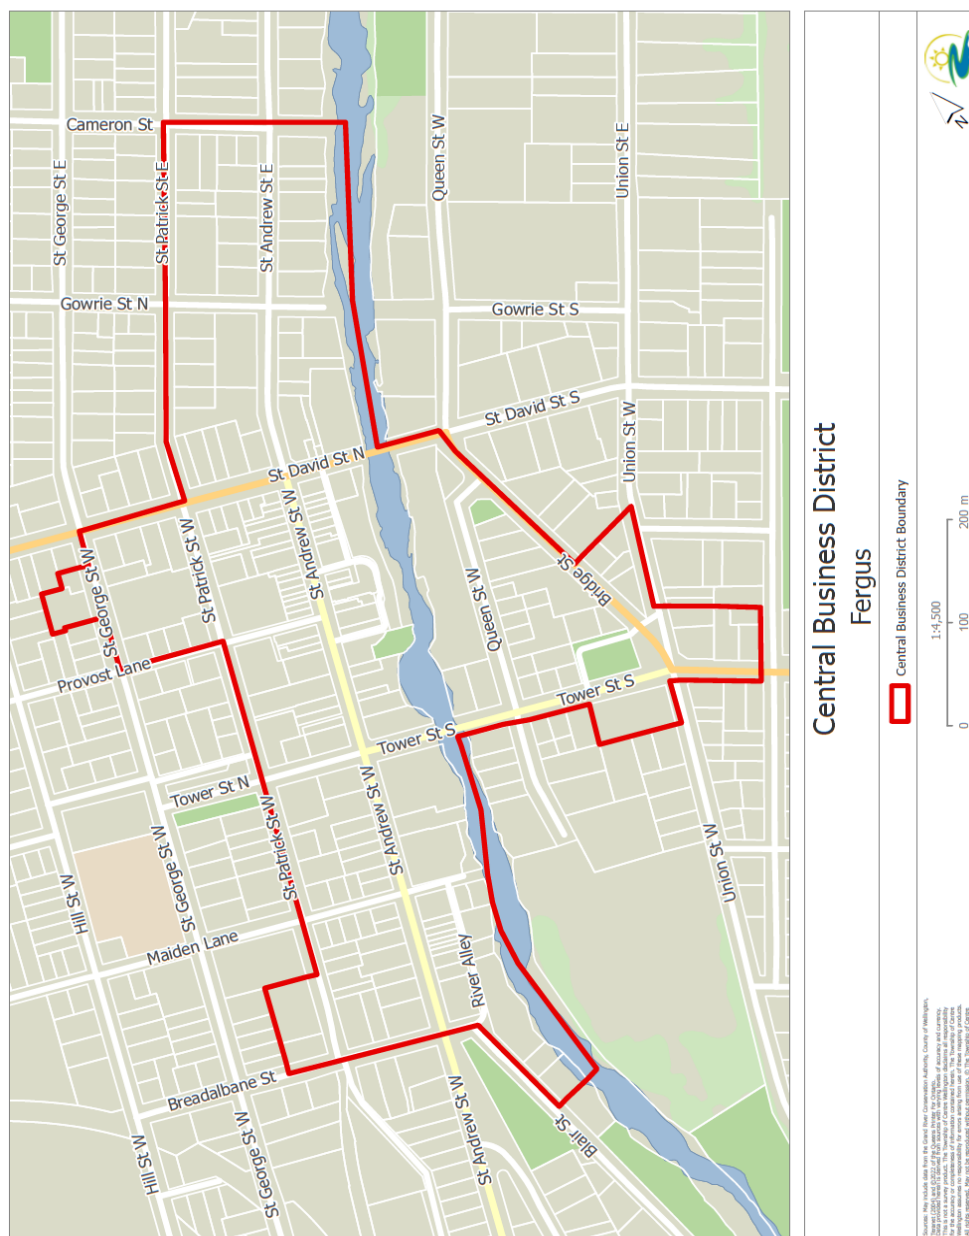 Cameron St
St George St E
St Patrick St E
St Andrew St E
Queen St W
Union St E
Gowrie St N
Gowrie St S
St David St S
St David St N
Union St W
St Andrew St W
St Patrick St W
St George St W
Bridge St
Queen St W
Provost Lane
Tower St S
Tower St S
Tower St N
St Andrew St W
St Patrick St W
St George St W
Hill St W
Union St W
Maiden Lane
River Alley
Breadalbane St
St Andrew St W
Blair St
Hill St W
St George St W
Central Business District
Fergus
Central Business District Boundary
1:4,500
0 100 200 m
N